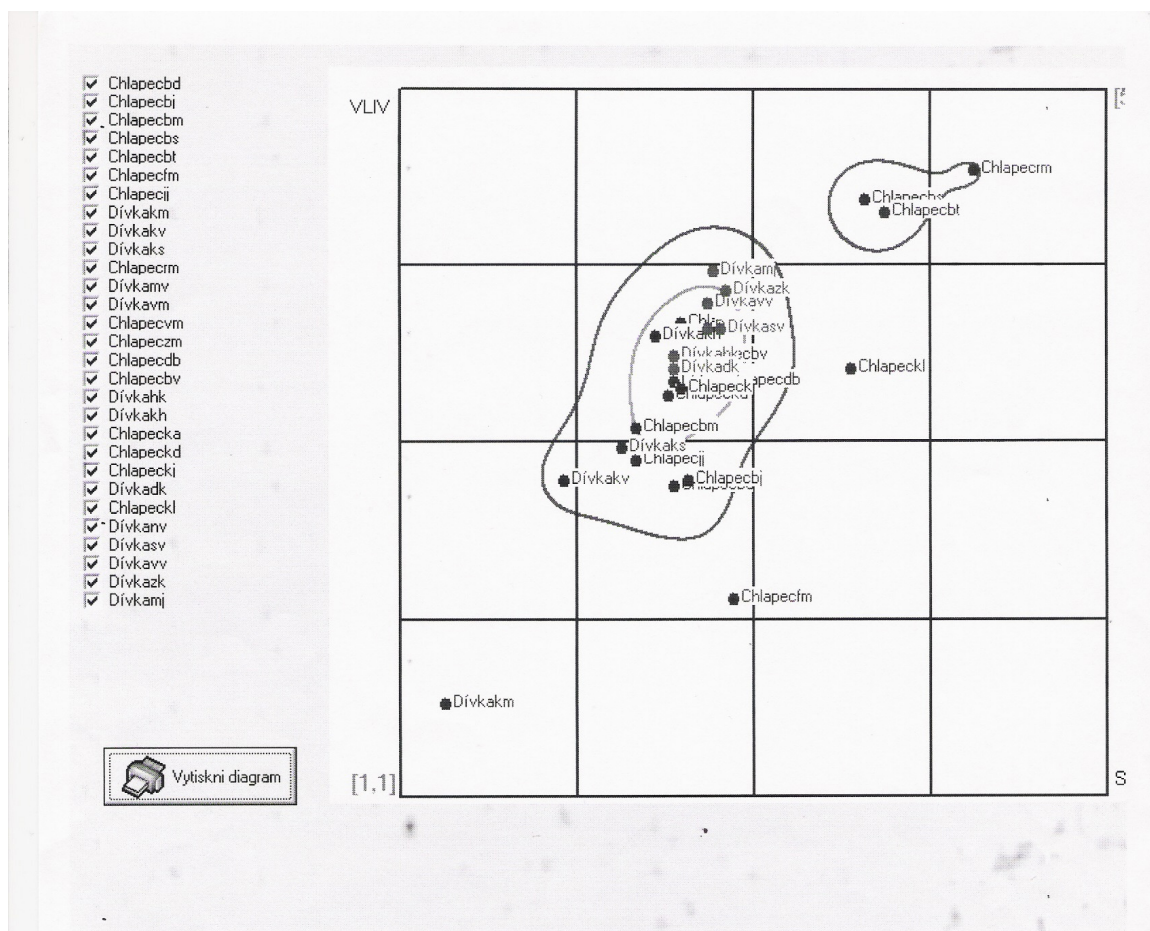 Chlapecbd
Chlapecbj
Chlapecbm
Chlapecbs
Chlapecbt
Chlapecfm
Chlapecjj
Dívkakm
Dívkakv
Dívkaks
Chlapecrm
Dívkamv
Dívkavm
Chlapecvm
Chlapeczm
Chlapecdb
Chlapecbv
Dívkahk
Dívkakh
Chlapecka
Chlapeckd
Chlapeckj
Dívkadk
Chlapeckl
Dívkanv
Dívkasv
Dívkavv
Dívkazk
Dívkamj
Vytiskni diagram
VLIV
Chlapecrm
Chlapecbs
Chlapecbt
Dívkamj
Dívkazk
Dívkavv
Dívkasv
Dívkakh
Dívkadk
Chlapeckl
Chlapecbm
Dívkaks
Chlapecjj
Dívkakv
Chlapecbj
Chlapecfm
Dívkakm
[1,1]
S